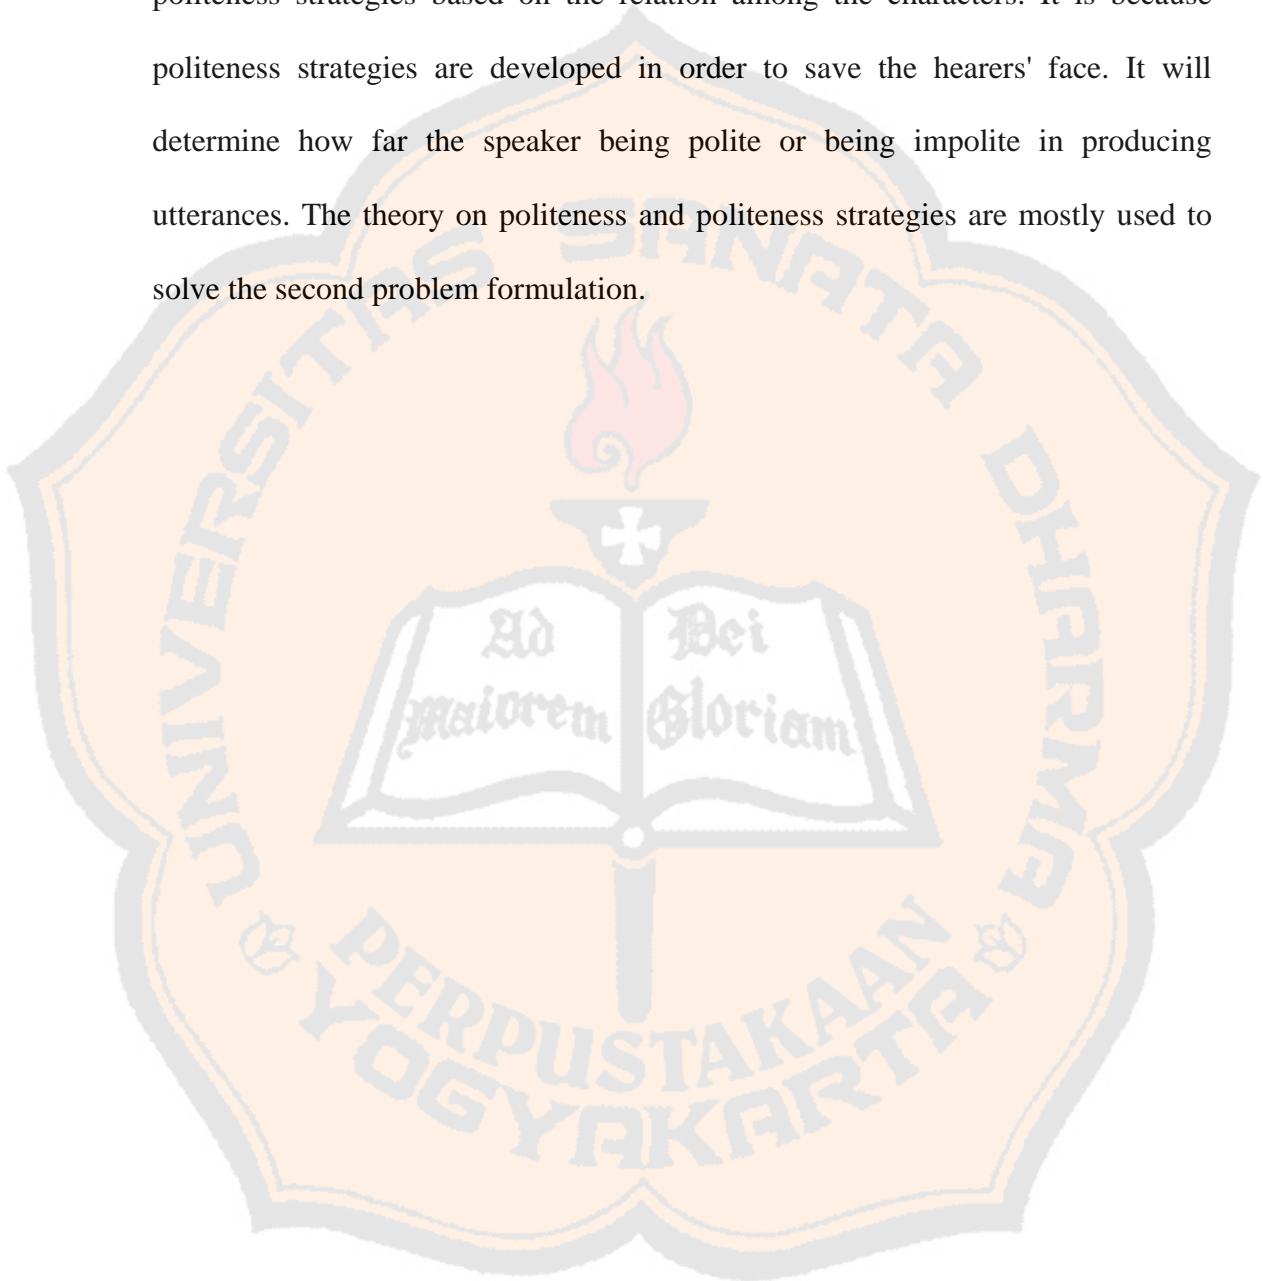 politeness strategies based on the relation among the characters. It is because
politeness strategies are developed in order to save the hearers' face. It will
determine how far the speaker being polite or being impolite in producing
utterances. The theory on politeness and politeness strategies are mostly used to
solve the second problem formulation.
UNIVERSITAS SANATA DHARMA
Ad Dei
maiorem Gloriam
PERPUSTAKAAN
YOGYAKARTA